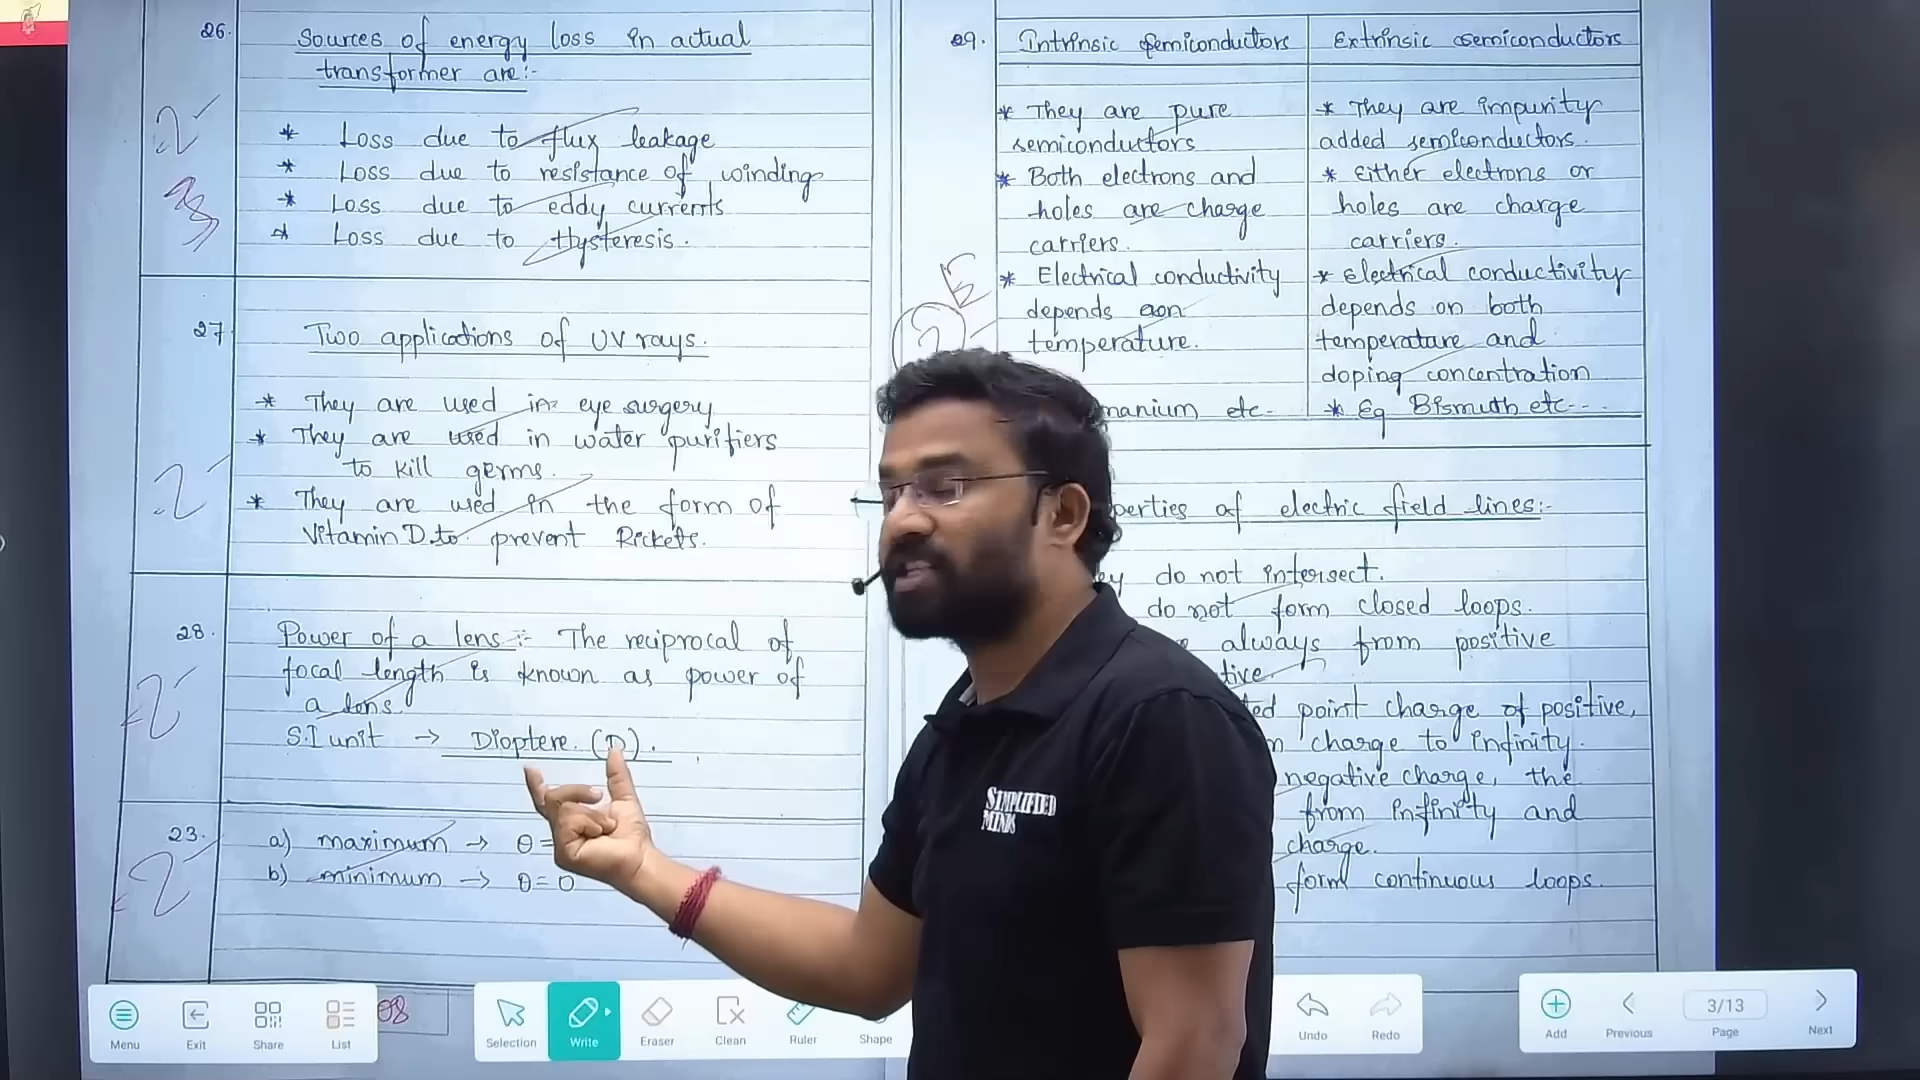 26.
Sources of energy loss in actual
transformer are:-
* Loss due to flux leakage
* Loss due to resistance of winding
* Loss due to eddy currents
* Loss due to Hysteresis.
2
27.
Two applications of UV rays.
* They are used in eye surgery
* They are used in water purifiers
to kill germs.
* They are used in the form of
Vitamin D to prevent Rickets.
2
28.
Power of a lens :- The reciprocal of
focal length is known as power of
a lens
S.I unit → Dioptere (D).
2
23.
a) maximum → θ =
b) minimum → θ = 0
2
08
29.
Intrinsic Semiconductors
Extrinsic semiconductors
* They are pure
semiconductors
* Both electrons and
holes are charge
carriers.
* Electrical conductivity
depends on
temperature.
manium etc-
* They are impurity
added semiconductors.
* Either electrons or
holes are charge
carriers.
* Electrical conductivity
depends on both
temperature and
doping concentration
* Eg Bismuth etc--
perties of electric field lines:-
ey do not intersect.
do not form closed loops.
always from positive
tive.
ted point charge of positive,
n charge to infinity.
negative charge, the
from infinity and
charge.
form continuous loops.
SIMPLIFIED
MINDS
Menu
Exit
Share
List
Selection
Write
Eraser
Clean
Ruler
Shape
Undo
Redo
Add
Previous
3/13
Page
Next